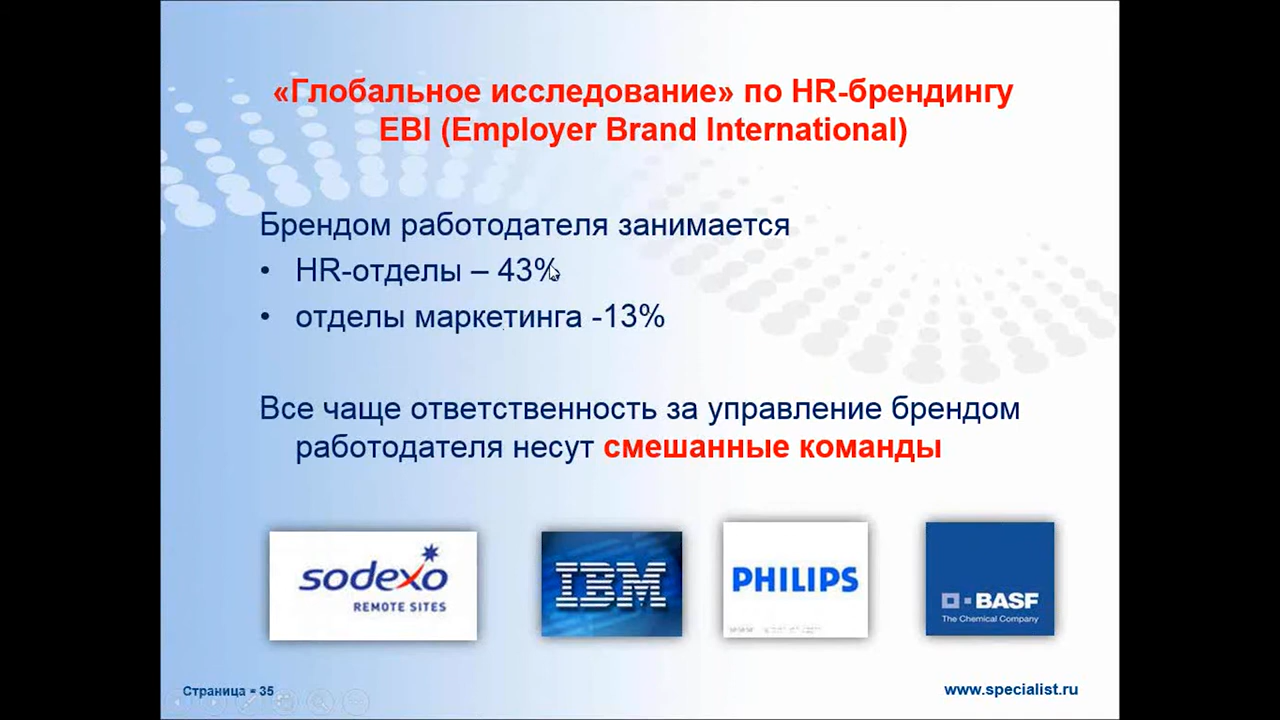 «Глобальное исследование» по HR-брендингу
EBI (Employer Brand International)
Брендом работодателя занимается
• HR-отделы – 43%
• отделы маркетинга -13%
Все чаще ответственность за управление брендом
работодателя несут смешанные команды
sodexo
REMOTE SITES
IBM
PHILIPS
BASF
The Chemical Company
Страница = 35
www.specialist.ru